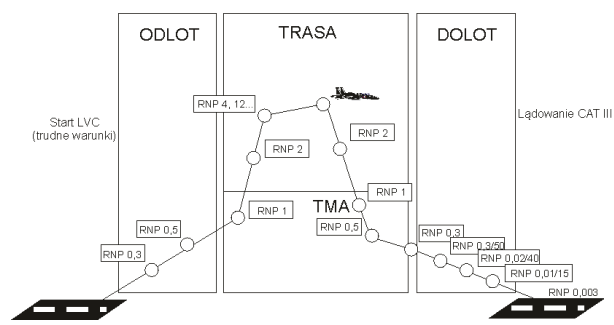 ODLOT
TRASA
DOLOT
Start LVC
(trudne warunki)
Lądowanie CAT III
RNP 4, 12...
RNP 2
RNP 2
RNP 1
RNP 1
TMA
RNP 0,5
RNP 0,3
RNP 0,5
RNP 0.3
RNP 0,3/50
RNP 0,02/40
RNP 0,01/15
RNP 0,003